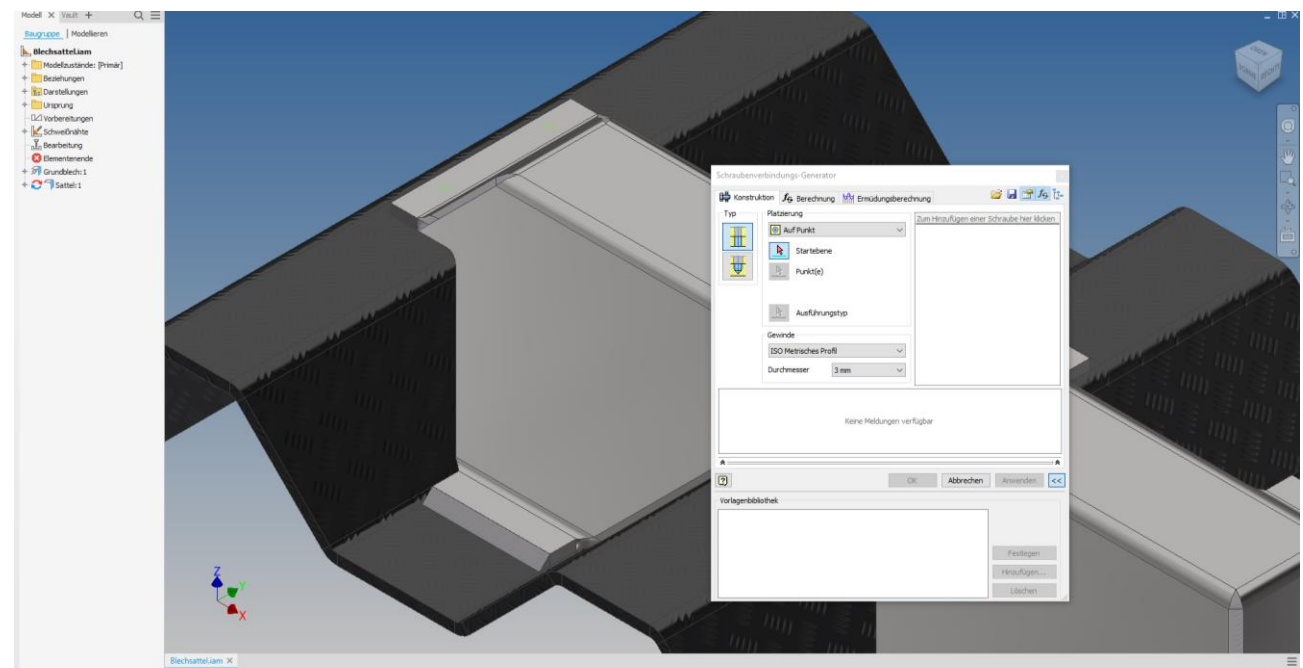 Modell Vault
Baugruppe | Modellieren
Blechsattel.iam
Modellzustände: [Primär]
Beziehungen
Darstellungen
Ursprung
Vorbereitungen
Schweißnähte
Bearbeitung
Elementenende
Grundblech:1
Sattel:1
Schraubenverbindungs-Generator
Konstruktion Berechnung Ermüdungsberechnung
Typ
Platzierung
Auf Punkt
Startebene
Punkt(e)
Ausführungstyp
Zum Hinzufügen einer Schraube hier klicken
Gewinde
ISO Metrisches Profil
Durchmesser 3 mm
Keine Meldungen verfügbar
OK Abbrechen Anwenden <<
Vorlagenbibliothek
Festlegen
Hinzufügen...
Löschen
Z
Y
X
Blechsattel.iam